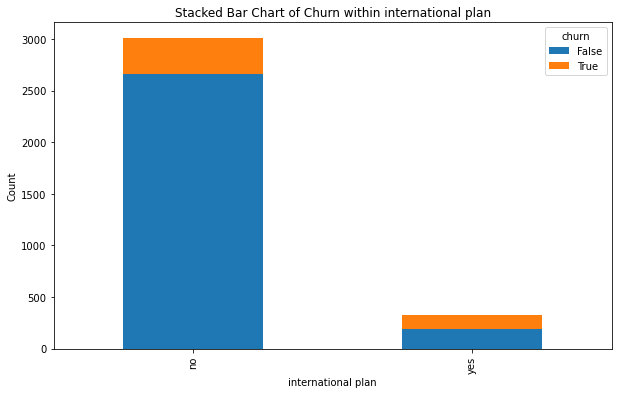 Stacked Bar Chart of Churn within international plan
churn
False
True
3000
2500
2000
1500
1000
500
0
Count
no
yes
international plan